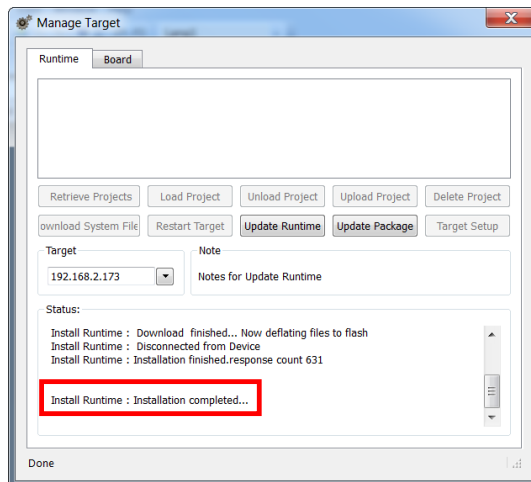 Manage Target
Runtime Board
Retrieve Projects Load Project Unload Project Upload Project Delete Project
ownload System File Restart Target Update Runtime Update Package Target Setup
Target Note
192.168.2.173 Notes for Update Runtime
Status:
Install Runtime : Download finished... Now deflating files to flash
Install Runtime : Disconnected from Device
Install Runtime : Installation finished.response count 631
Install Runtime : Installation completed...
Done